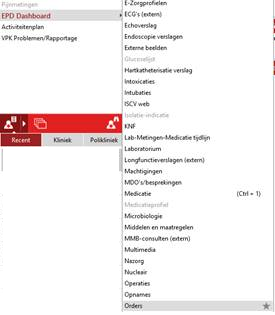 Pijnmetingen
EPD Dashboard
Activiteitenplan
VPK Problemen/Rapportage
Recent
Kliniek
Polikliniek
E-Zorgprofielen
ECG's (extern)
Echoverslag
Endoscopie verslagen
Externe beelden
Glucoselijst
Hartkatheterisatie verslag
Intoxicaties
Intubaties
ISCV web
Isolatie-indicatie
KNF
Lab-Metingen-Medicatie tijdlijn
Laboratorium
Longfunctieverslagen (extern)
Machtigingen
MDO's/besprekingen
Medicatie (Ctrl + 1)
Medicatieprofiel
Microbiologie
Middelen en maatregelen
MMB-consulten (extern)
Multimedia
Nazorg
Nucleair
Operaties
Opnames
Orders